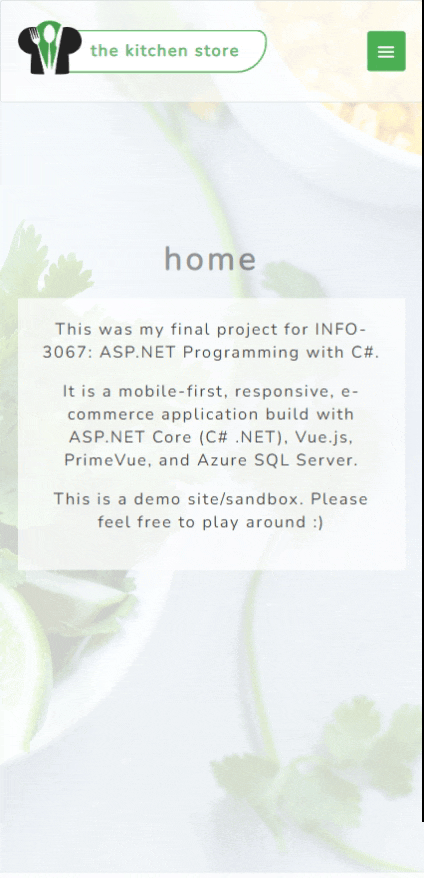 the kitchen store
home
This was my final project for INFO-
3067: ASP.NET Programming with C#.
It is a mobile-first, responsive, e-
commerce application build with
ASP.NET Core (C# .NET), Vue.js,
PrimeVue, and Azure SQL Server.
This is a demo site/sandbox. Please
feel free to play around :)